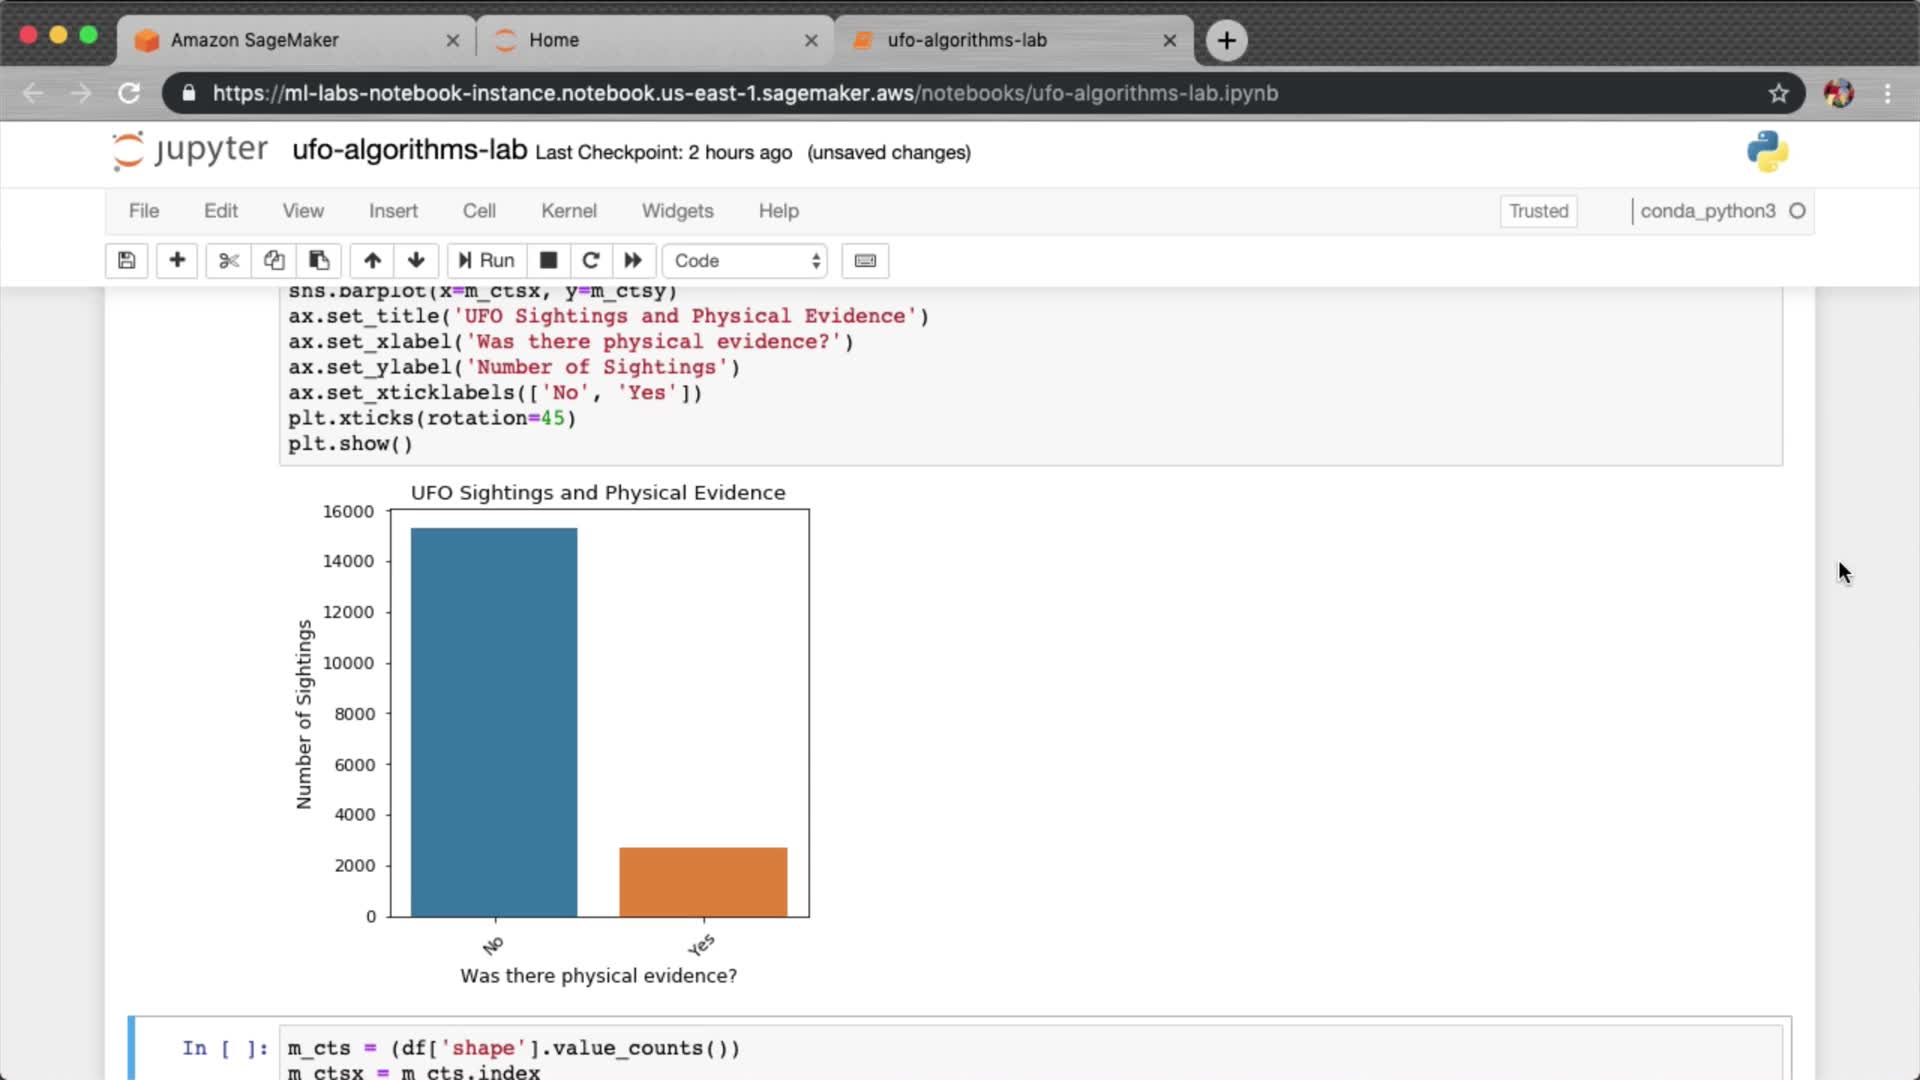 Amazon SageMaker
Home
ufo-algorithms-lab
https://ml-labs-notebook-instance.notebook.us-east-1.sagemaker.aws/notebooks/ufo-algorithms-lab.ipynb
jupyter ufo-algorithms-lab Last Checkpoint: 2 hours ago (unsaved changes)
File Edit View Insert Cell Kernel Widgets Help Trusted conda_python3
Run Code
sns.barplot(x=m_ctsx, y=m_ctsy)
ax.set_title('UFO Sightings and Physical Evidence')
ax.set_xlabel('Was there physical evidence?')
ax.set_ylabel('Number of Sightings')
ax.set_xticklabels(['No', 'Yes'])
plt.xticks(rotation=45)
plt.show()
UFO Sightings and Physical Evidence
16000
14000
12000
10000
8000
6000
4000
2000
0
Number of Sightings
No
Yes
Was there physical evidence?
In [ ]: m_cts = (df['shape'].value_counts())
m_ctsx = m_cts.index